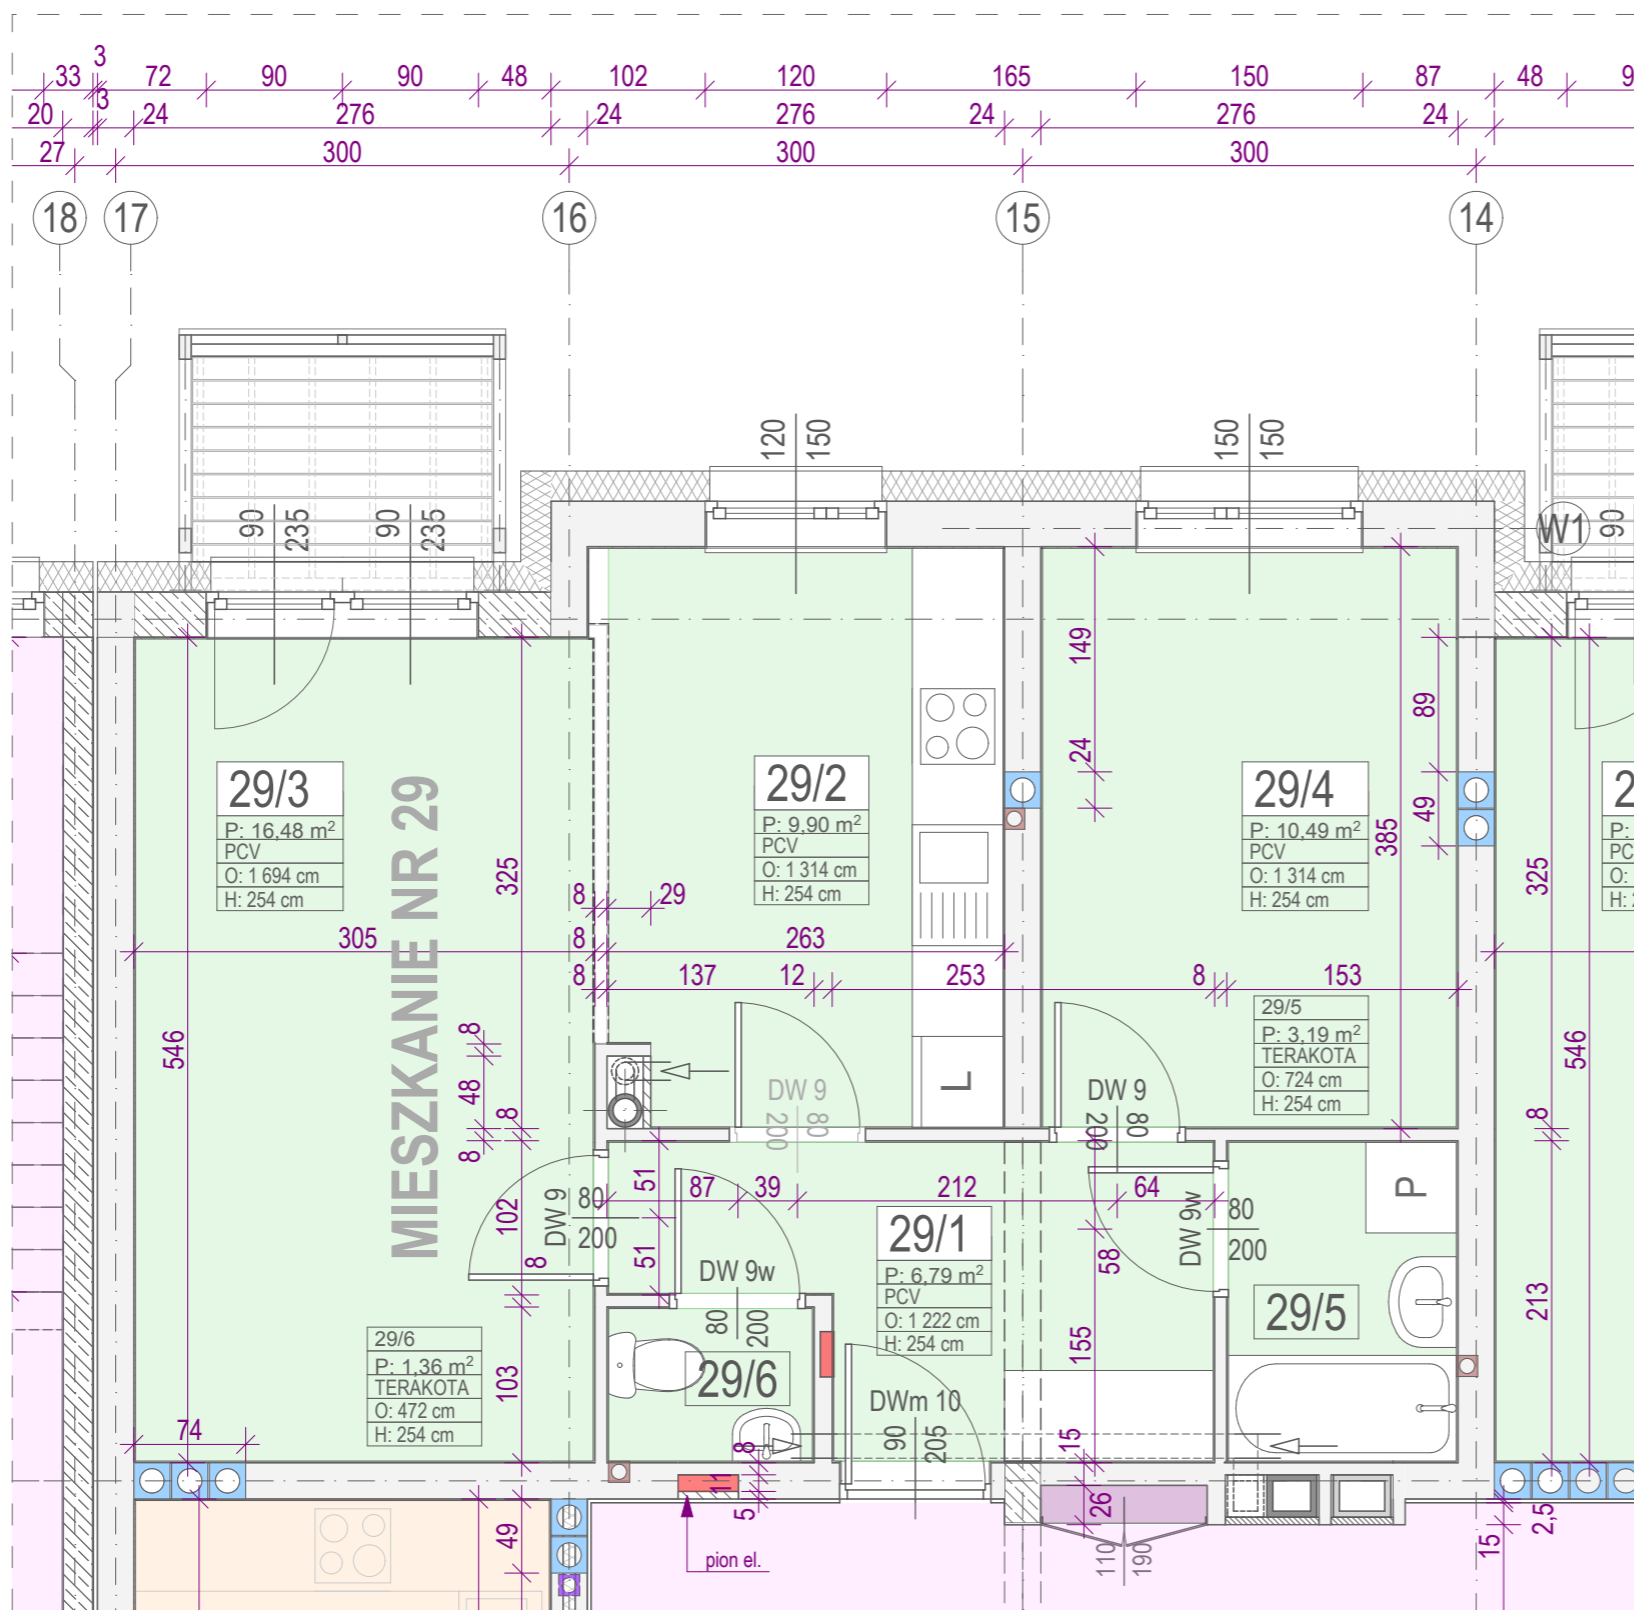 3
33 72 90 90 48 102 120 165 150 87 48 9
20 3 24 276 24 276 24 276 24
27 300 300 300
18 17 16 15 14
120 150
150 150
90 235 90 235
W1 90
149
24
89
49
385
29/3
P: 16,48 m²
PCV
O: 1 694 cm
H: 254 cm
MIESZKANIE NR 29
29/2
P: 9,90 m²
PCV
O: 1 314 cm
H: 254 cm
29/4
P: 10,49 m²
PCV
O: 1 314 cm
H: 254 cm
2
P:
PC
O:
H: 2
325
325
8 29
305 8 263
8 137 12 253 8 153
29/5
P: 3,19 m²
TERAKOTA
O: 724 cm
H: 254 cm
546
546
8
48
8
8
8
L
DW 9
80
200
DW 9
80
200
P
51
51
87 39 212 64
DW 9
80
200
102
8
DW 9w
80
200
58
DW 9w
80
200
29/1
P: 6,79 m²
PCV
O: 1 222 cm
H: 254 cm
29/5
213
155
29/6
P: 1,36 m²
TERAKOTA
O: 472 cm
H: 254 cm
103
29/6
DWm 10
90
205
74
8
11
5
15
26
49
pion el.
110
190
15
2,5